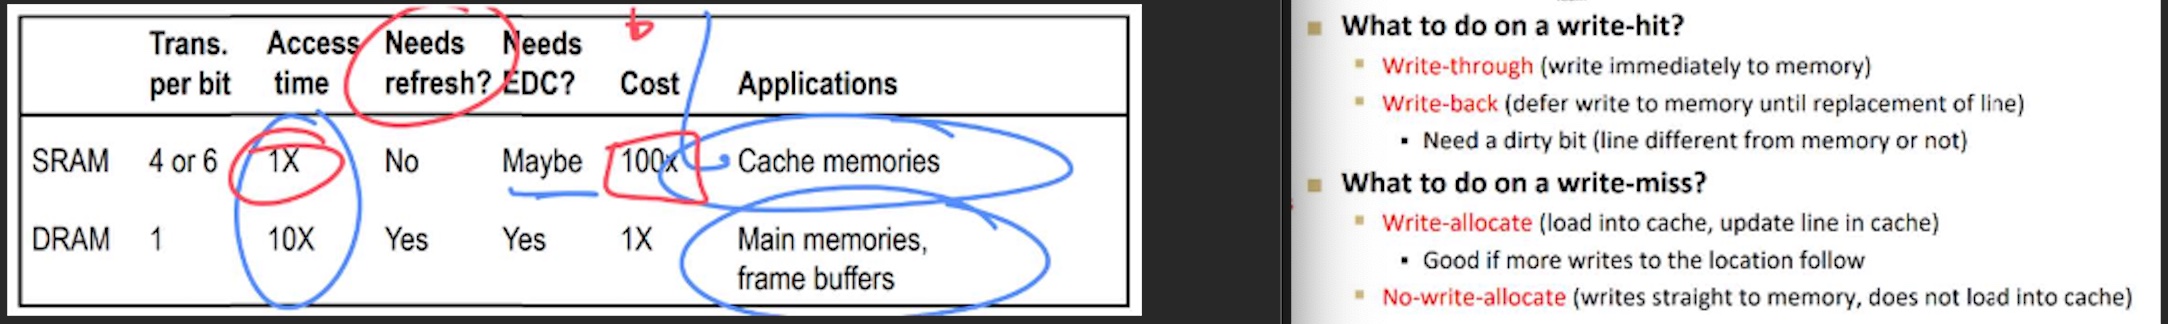 Trans. Access Needs Needs
per bit time refresh? EDC? Cost Applications
SRAM 4 or 6 1X No Maybe 100x Cache memories
DRAM 1 10X Yes Yes 1X Main memories,
frame buffers
What to do on a write-hit?
Write-through (write immediately to memory)
Write-back (defer write to memory until replacement of line)
Need a dirty bit (line different from memory or not)
What to do on a write-miss?
Write-allocate (load into cache, update line in cache)
Good if more writes to the location follow
No-write-allocate (writes straight to memory, does not load into cache)